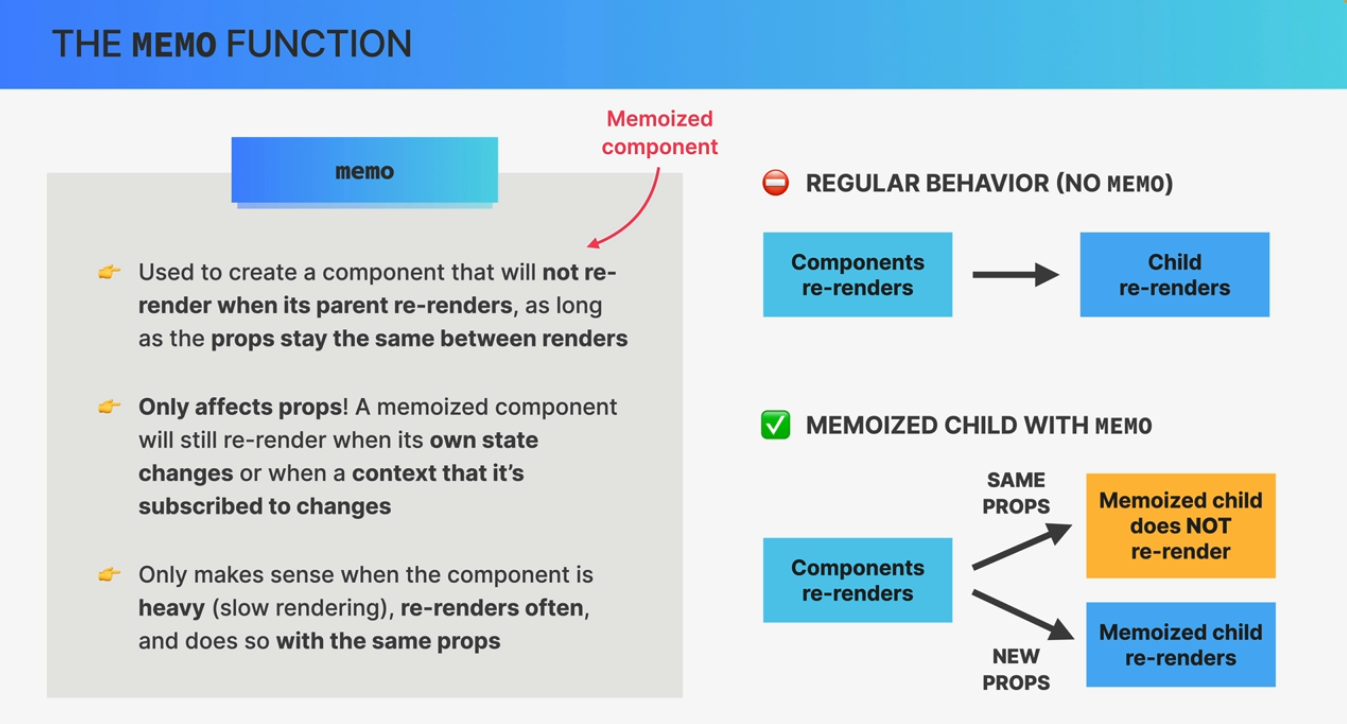 THE MEMO FUNCTION
memo
Memoized
component
Used to create a component that will not re-
render when its parent re-renders, as long
as the props stay the same between renders
Only affects props! A memoized component
will still re-render when its own state
changes or when a context that it's
subscribed to changes
Only makes sense when the component is
heavy (slow rendering), re-renders often,
and does so with the same props
REGULAR BEHAVIOR (NO MEMO)
Components
re-renders
Child
re-renders
MEMOIZED CHILD WITH MEMO
Components
re-renders
SAME
PROPS
Memoized child
does NOT
re-render
NEW
PROPS
Memoized child
re-renders